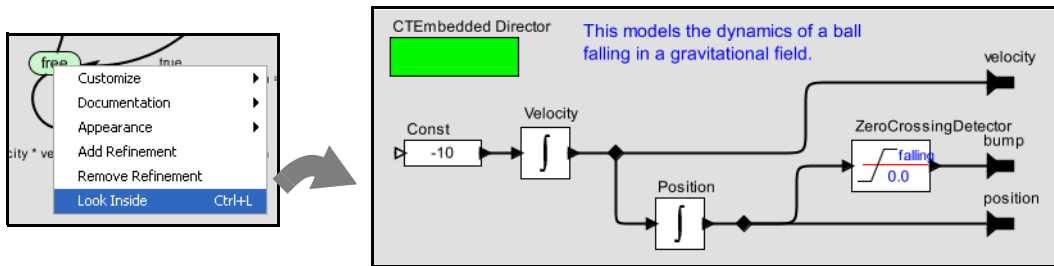 free
true
=
city * ve
Customize
Documentation
Appearance
Add Refinement
Remove Refinement
Look Inside Ctrl+L
CTEmbedded Director
This models the dynamics of a ball
falling in a gravitational field.
velocity
Const
-10
Velocity
∫
ZeroCrossingDetector
falling
0.0
bump
Position
∫
position